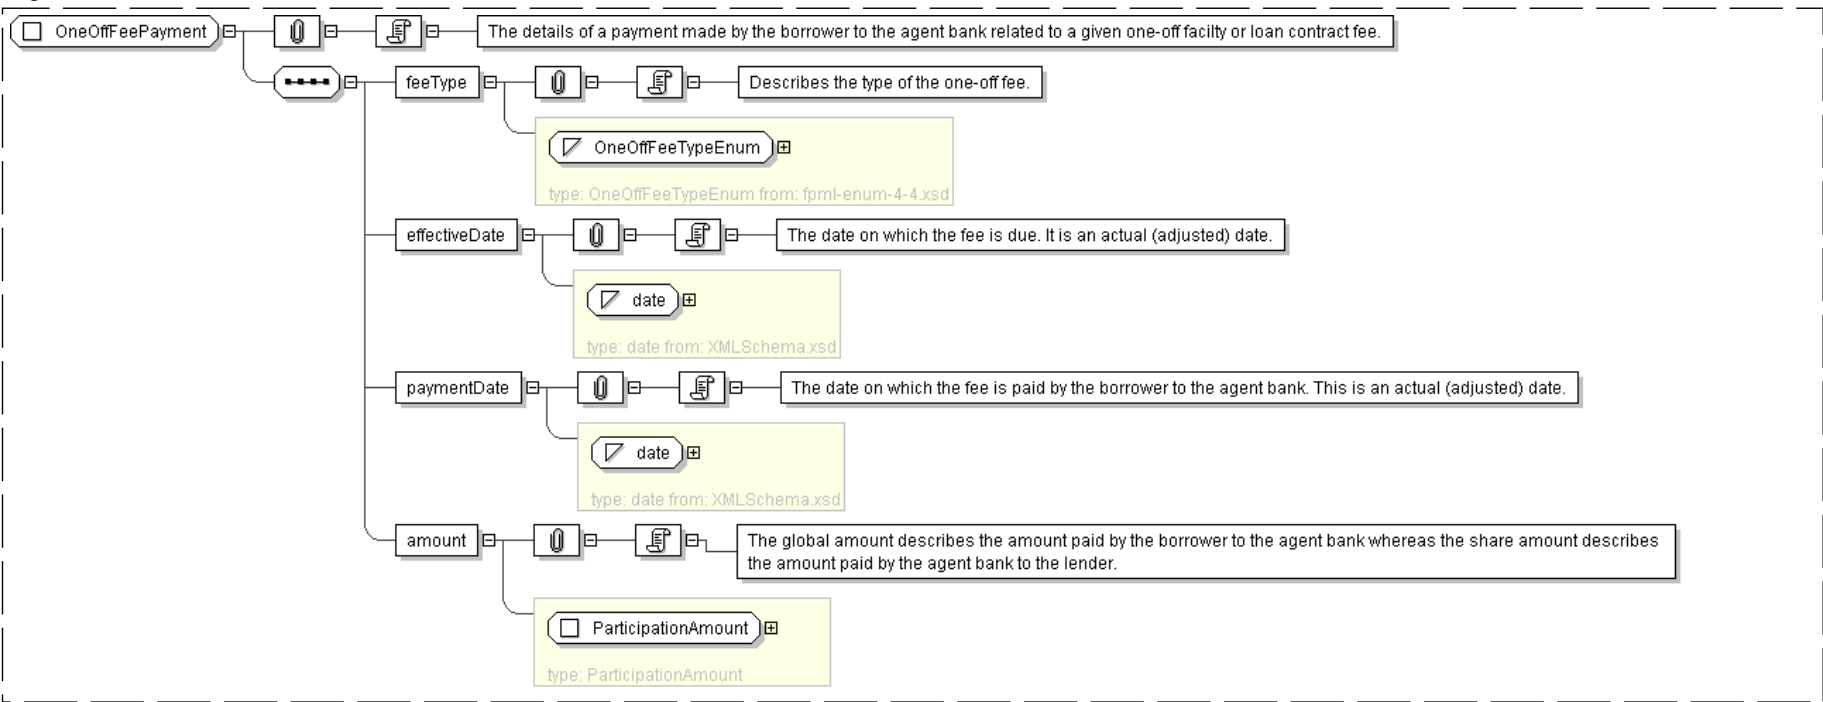 OneOffFeePayment
The details of a payment made by the borrower to the agent bank related to a given one-off facilty or loan contract fee.
feeType
Describes the type of the one-off fee.
OneOffFeeTypeEnum
type: OneOffFeeTypeEnum from: fpml-enum-4-4.xsd
effectiveDate
The date on which the fee is due. It is an actual (adjusted) date.
date
type: date from: XMLSchema.xsd
paymentDate
The date on which the fee is paid by the borrower to the agent bank. This is an actual (adjusted) date.
date
type: date from: XMLSchema.xsd
amount
The global amount describes the amount paid by the borrower to the agent bank whereas the share amount describes
the amount paid by the agent bank to the lender.
ParticipationAmount
type: ParticipationAmount